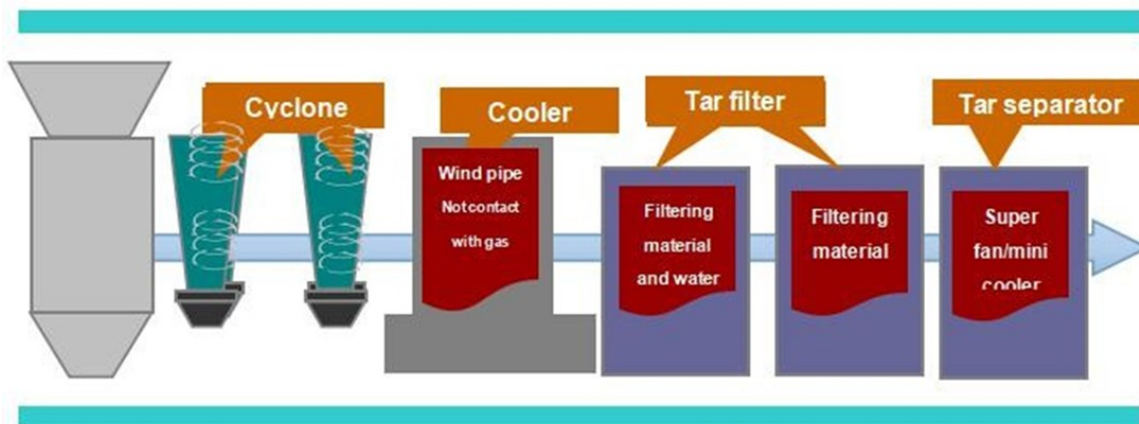 Cyclone
Cooler
Tar filter
Tar separator
Wind pipe
Not contact
with gas
Filtering
material
and water
Filtering
material
Super
fan/mini
cooler